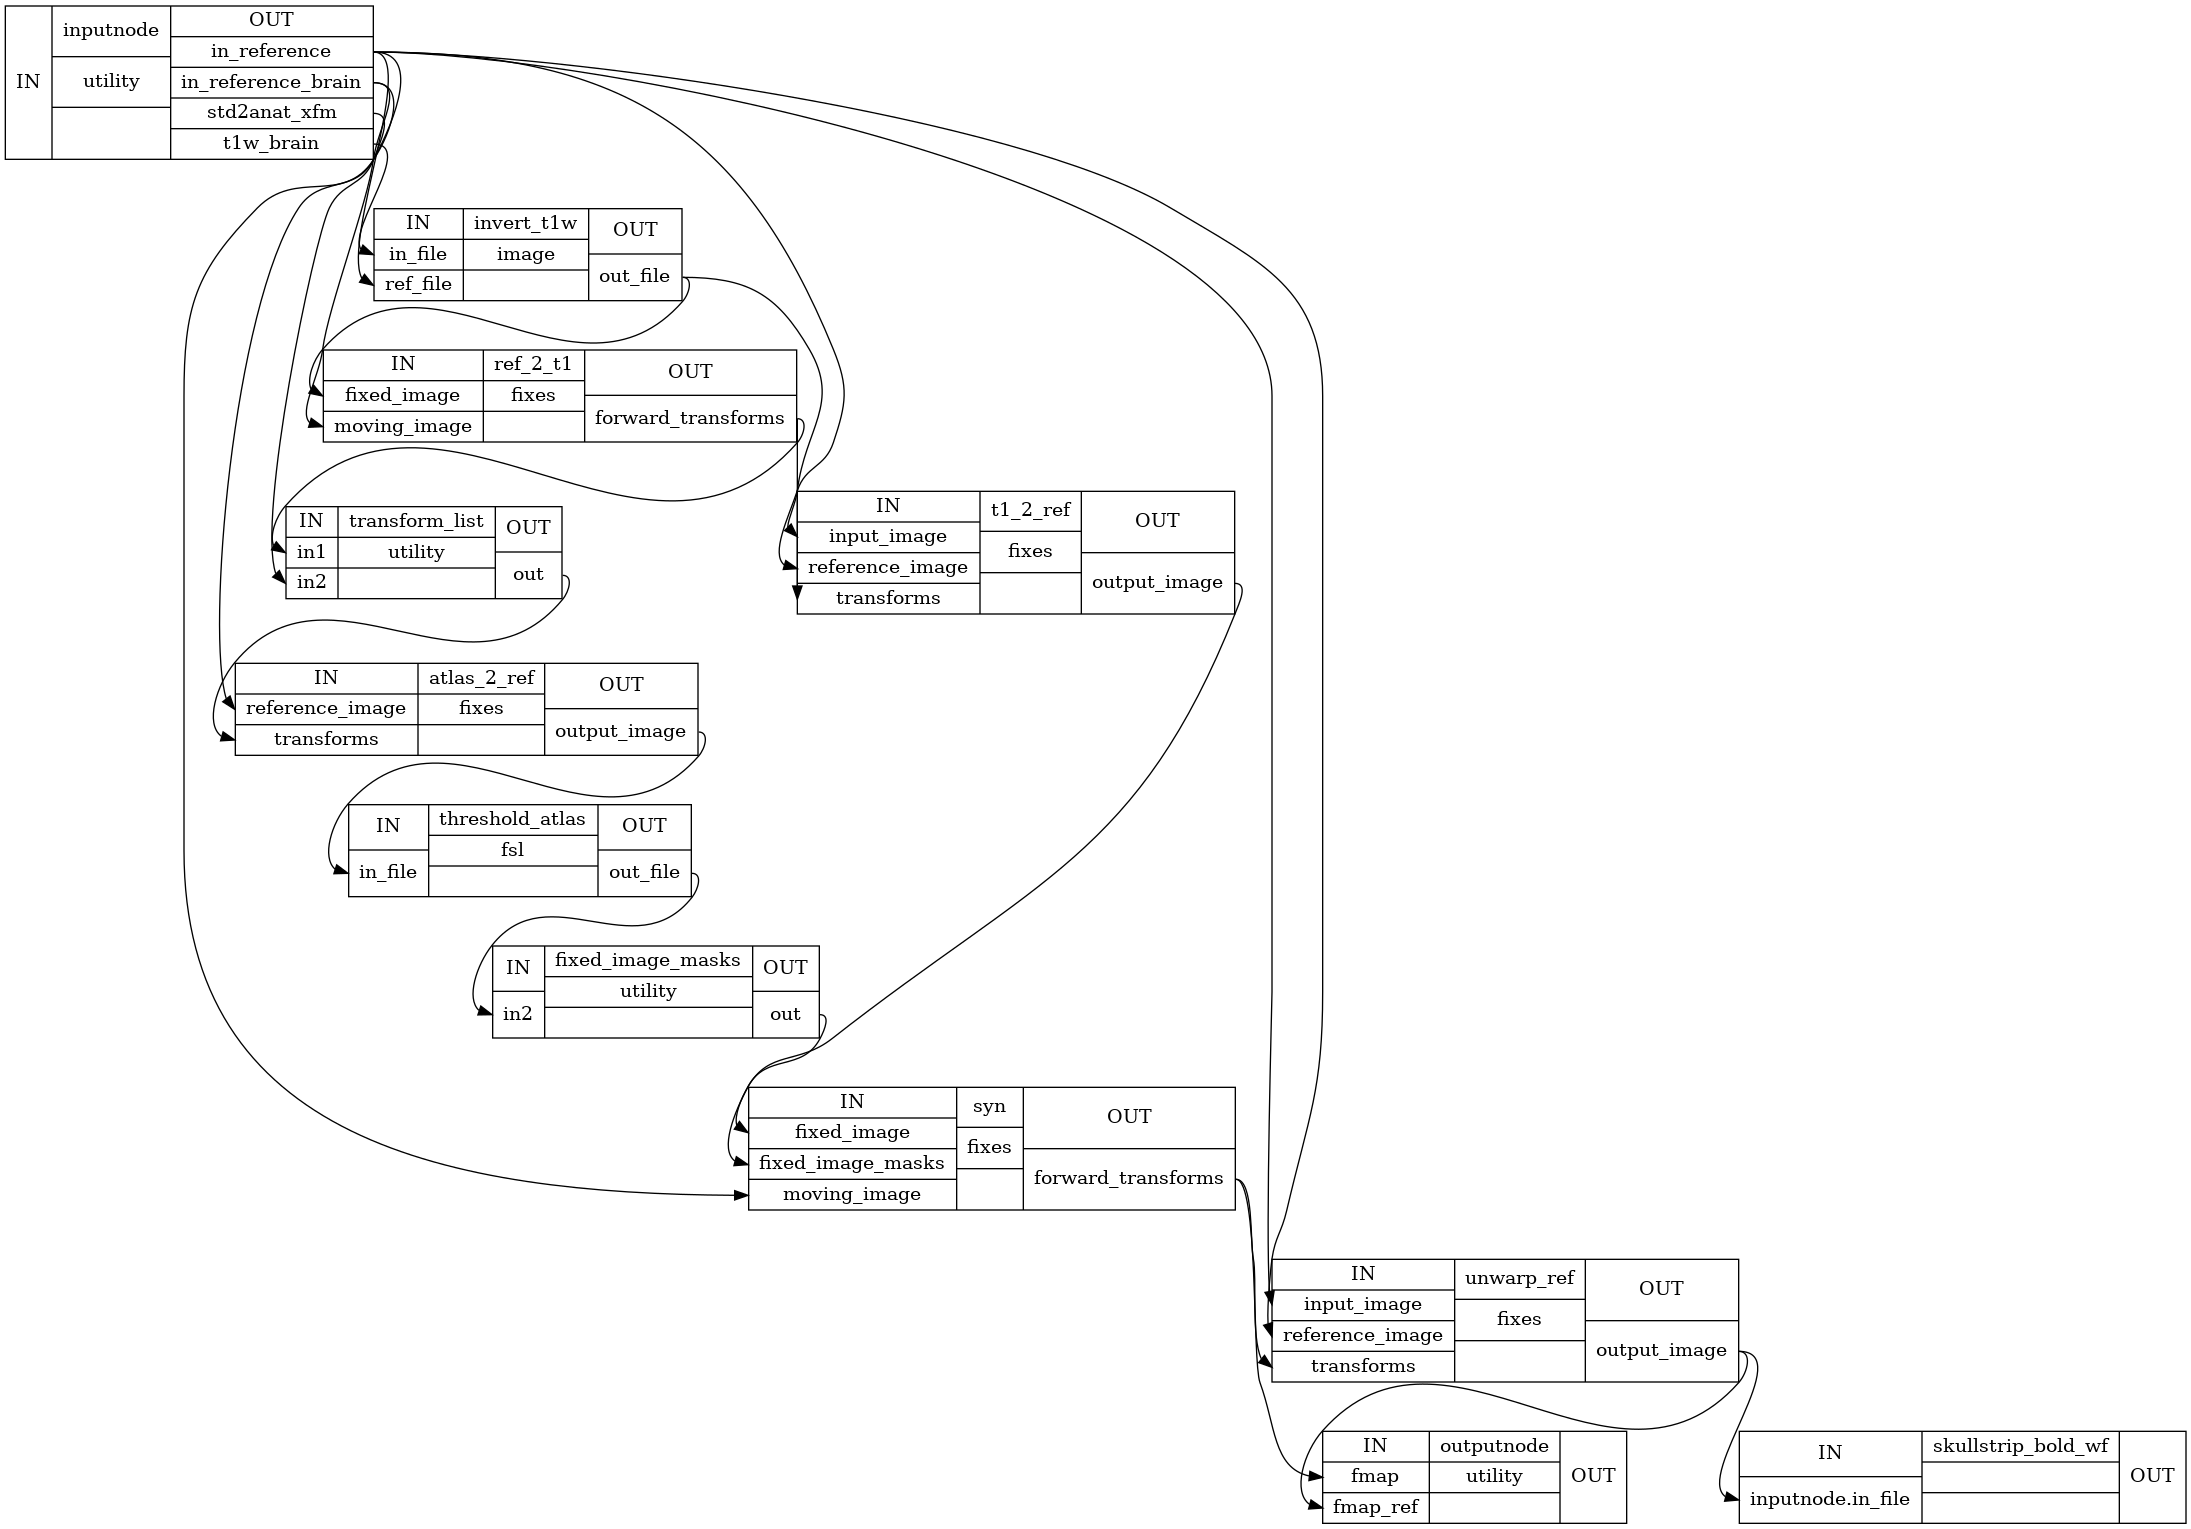 IN
inputnode
utility
OUT
in_reference
in_reference_brain
std2anat_xfm
t1w_brain
IN
in_file
ref_file
invert_t1w
image
OUT
out_file
IN
fixed_image
moving_image
ref_2_t1
fixes
OUT
forward_transforms
IN
in1
in2
transform_list
utility
OUT
out
IN
input_image
reference_image
transforms
t1_2_ref
fixes
OUT
output_image
IN
reference_image
transforms
atlas_2_ref
fixes
OUT
output_image
IN
in_file
threshold_atlas
fsl
OUT
out_file
IN
in2
fixed_image_masks
utility
OUT
out
IN
fixed_image
fixed_image_masks
moving_image
syn
fixes
OUT
forward_transforms
IN
input_image
reference_image
transforms
unwarp_ref
fixes
OUT
output_image
IN
fmap
fmap_ref
outputnode
utility
OUT
IN
inputnode.in_file
skullstrip_bold_wf
OUT